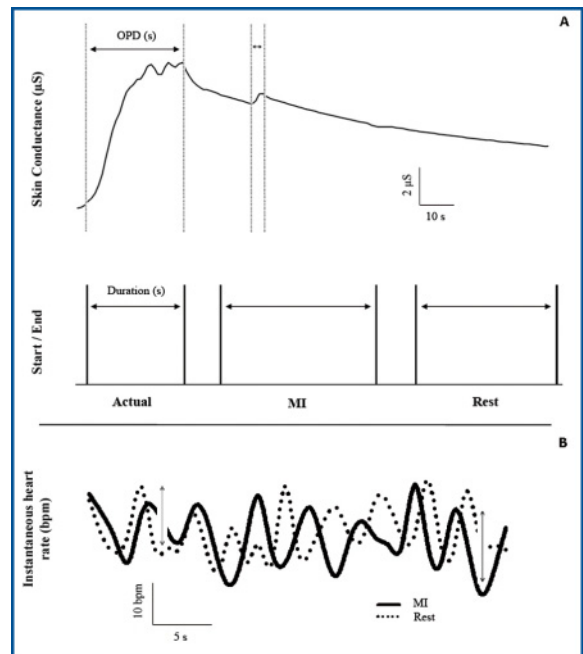 A
OPD (s)
Skin Conductance (µS)
2 µS
10 s
Duration (s)
Start / End
Actual MI Rest
B
Instantaneous heart
rate (bpm)
10 bpm
5 s
MI
Rest